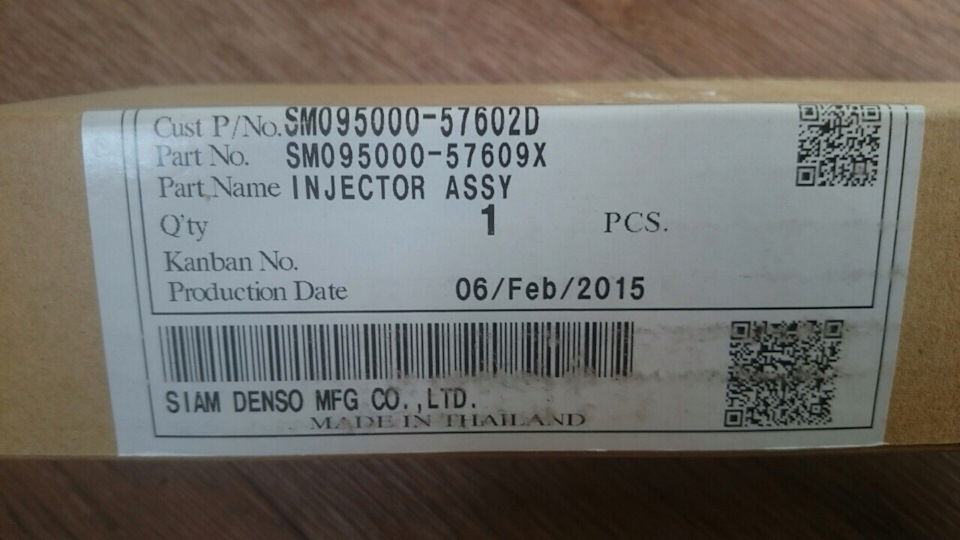 Cust P/No. SM095000-57602D
Part No. SM095000-57609X
Part Name INJECTOR ASSY
Q'ty 1 PCS.
Kanban No.
Production Date 06/Feb/2015
SIAM DENSO MFG CO.,LTD.
MADE IN THAILAND